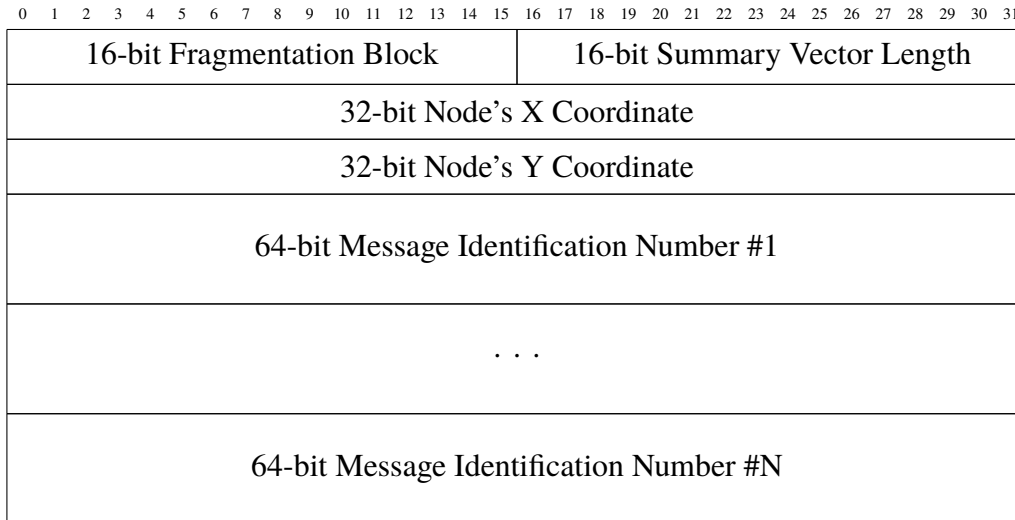 0 1 2 3 4 5 6 7 8 9 10 11 12 13 14 15 16 17 18 19 20 21 22 23 24 25 26 27 28 29 30 31
16-bit Fragmentation Block 16-bit Summary Vector Length
32-bit Node's X Coordinate
32-bit Node's Y Coordinate
64-bit Message Identification Number #1
. . .
64-bit Message Identification Number #N